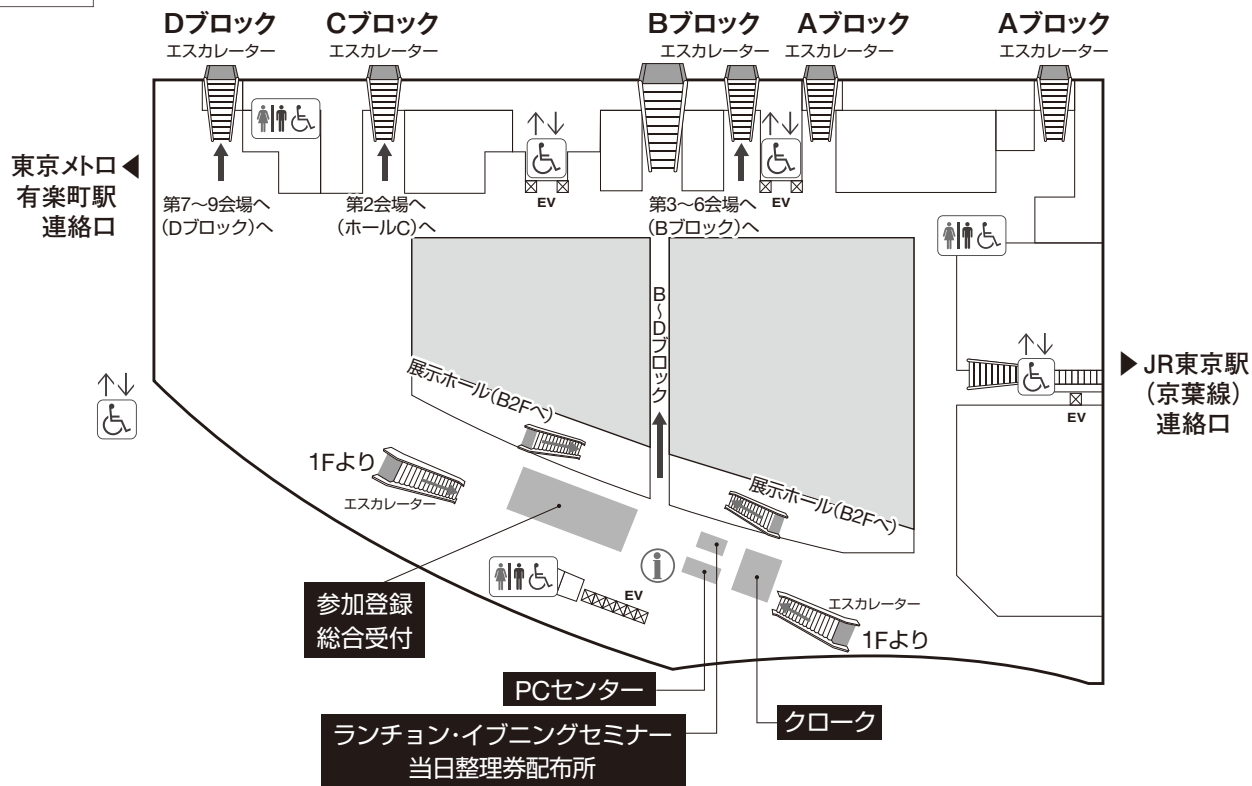 Dブロック
エスカレーター
Cブロック
エスカレーター
Bブロック
エスカレーター
Aブロック
エスカレーター
Aブロック
エスカレーター
東京メトロ
有楽町駅
連絡口
第7〜9会場へ
(Dブロック)へ
第2会場へ
(ホールC)へ
EV
第3〜6会場へ
(Bブロック)へ
EV
B〜Dブロック
JR東京駅
(京葉線)
連絡口
EV
展示ホール(B2Fへ)
1Fより
エスカレーター
展示ホール(B2Fへ)
EV
エスカレーター
1Fより
参加登録
総合受付
PCセンター
ランチョン・イブニングセミナー
当日整理券配布所
クローク